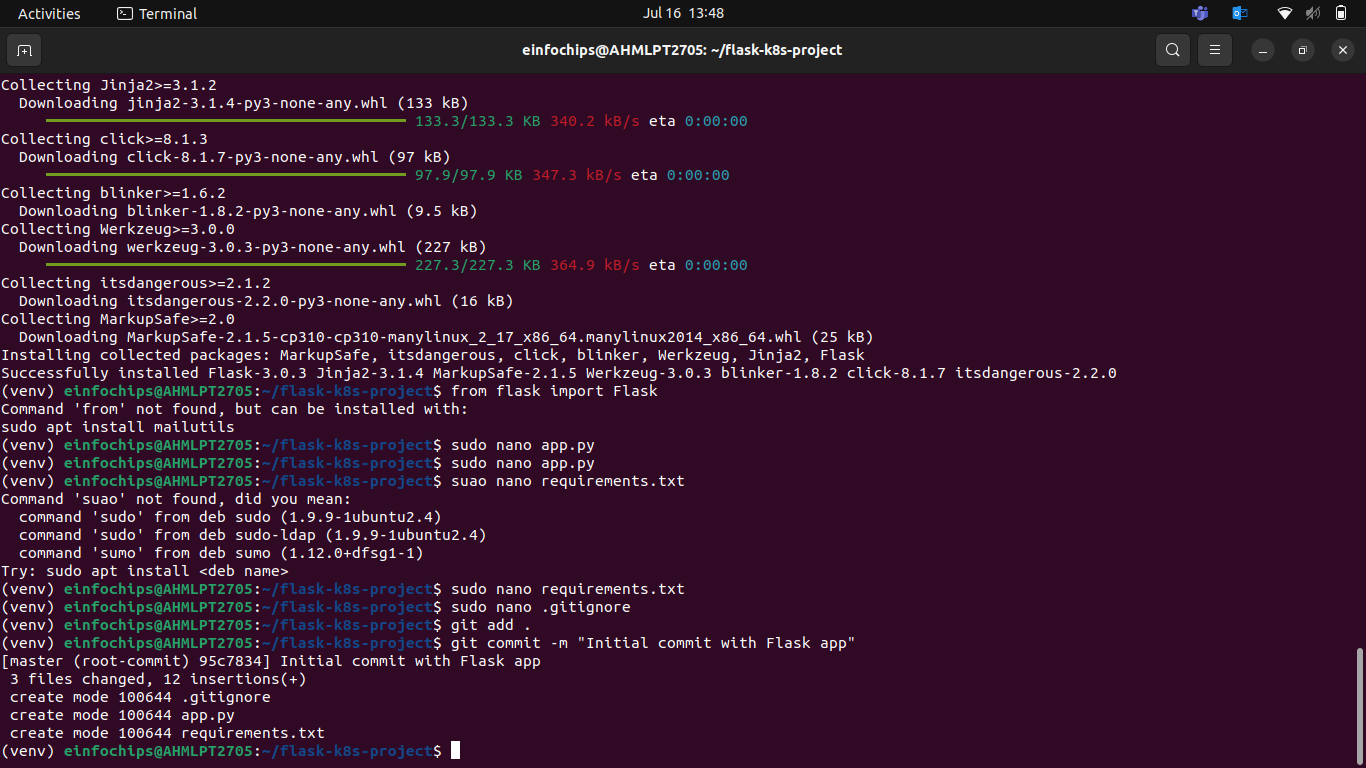 Activities
Terminal
Jul 16 13:48
einfochips@AHMLPT2705: ~/flask-k8s-project
Collecting Jinja2>=3.1.2
  Downloading jinja2-3.1.4-py3-none-any.whl (133 kB)
133.3/133.3 KB 340.2 kB/s eta 0:00:00
Collecting click>=8.1.3
  Downloading click-8.1.7-py3-none-any.whl (97 kB)
97.9/97.9 KB 347.3 kB/s eta 0:00:00
Collecting blinker>=1.6.2
  Downloading blinker-1.8.2-py3-none-any.whl (9.5 kB)
Collecting Werkzeug>=3.0.0
  Downloading werkzeug-3.0.3-py3-none-any.whl (227 kB)
227.3/227.3 KB 364.9 kB/s eta 0:00:00
Collecting itsdangerous>=2.1.2
  Downloading itsdangerous-2.2.0-py3-none-any.whl (16 kB)
Collecting MarkupSafe>=2.0
  Downloading MarkupSafe-2.1.5-cp310-cp310-manylinux_2_17_x86_64.manylinux2014_x86_64.whl (25 kB)
Installing collected packages: MarkupSafe, itsdangerous, click, blinker, Werkzeug, Jinja2, Flask
Successfully installed Flask-3.0.3 Jinja2-3.1.4 MarkupSafe-2.1.5 Werkzeug-3.0.3 blinker-1.8.2 click-8.1.7 itsdangerous-2.2.0
(venv) einfochips@AHMLPT2705:~/flask-k8s-project$ from flask import Flask
Command 'from' not found, but can be installed with:
sudo apt install mailutils
(venv) einfochips@AHMLPT2705:~/flask-k8s-project$ sudo nano app.py
(venv) einfochips@AHMLPT2705:~/flask-k8s-project$ sudo nano app.py
(venv) einfochips@AHMLPT2705:~/flask-k8s-project$ suao nano requirements.txt
Command 'suao' not found, did you mean:
  command 'sudo' from deb sudo (1.9.9-1ubuntu2.4)
  command 'sudo' from deb sudo-ldap (1.9.9-1ubuntu2.4)
  command 'sumo' from deb sumo (1.12.0+dfsg1-1)
Try: sudo apt install <deb name>
(venv) einfochips@AHMLPT2705:~/flask-k8s-project$ sudo nano requirements.txt
(venv) einfochips@AHMLPT2705:~/flask-k8s-project$ sudo nano .gitignore
(venv) einfochips@AHMLPT2705:~/flask-k8s-project$ git add .
(venv) einfochips@AHMLPT2705:~/flask-k8s-project$ git commit -m "Initial commit with Flask app"
[master (root-commit) 95c7834] Initial commit with Flask app
 3 files changed, 12 insertions(+)
 create mode 100644 .gitignore
 create mode 100644 app.py
 create mode 100644 requirements.txt
(venv) einfochips@AHMLPT2705:~/flask-k8s-project$